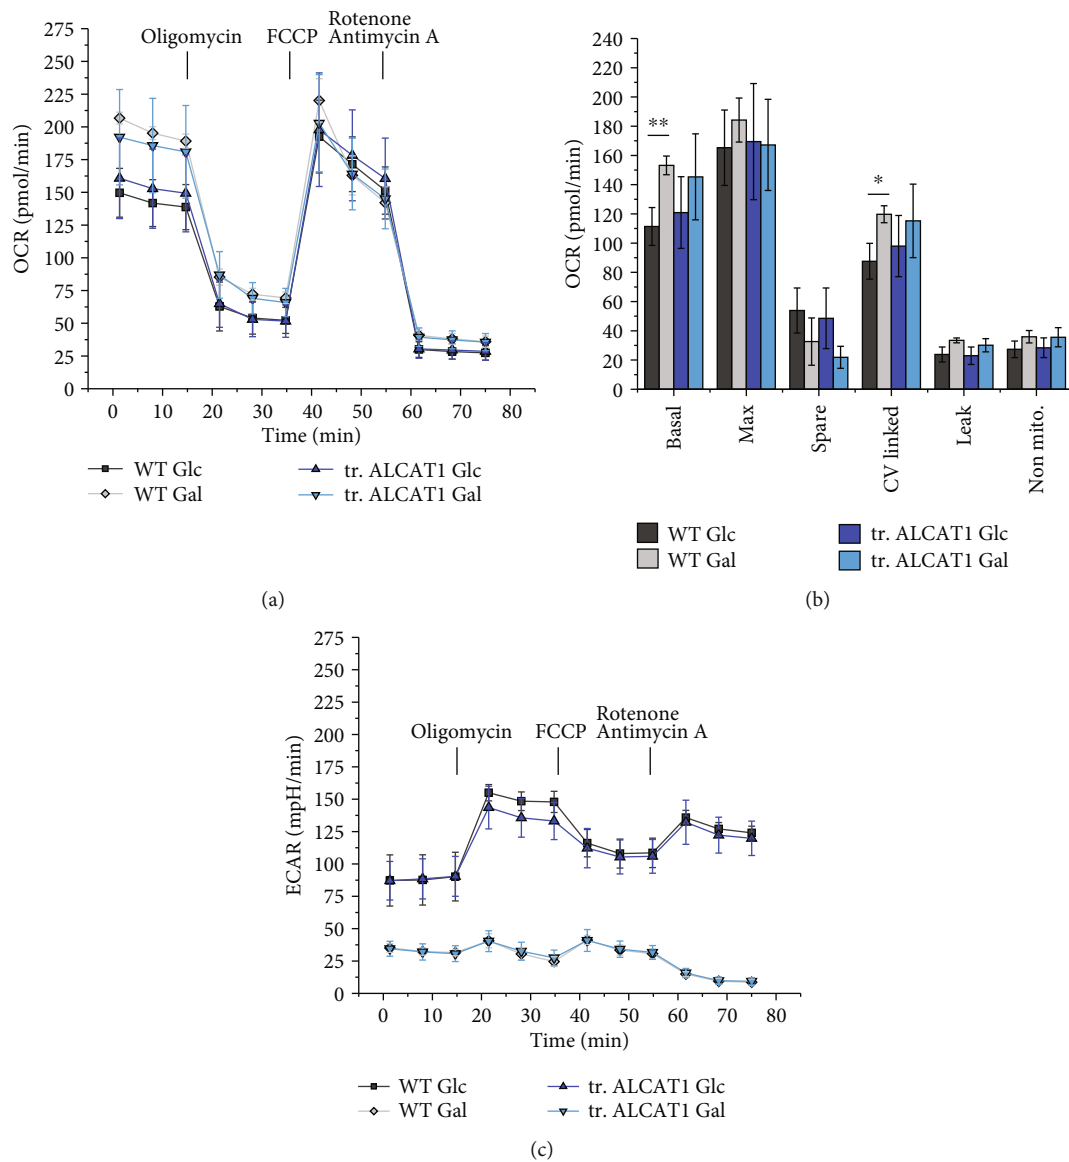 Oligomycin
FCCP
Rotenone
Antimycin A
OCR (pmol/min)
275
250
225
200
175
150
125
100
75
50
25
0
0 10 20 30 40 50 60 70 80
Time (min)
WT Glc
WT Gal
tr. ALCAT1 Glc
tr. ALCAT1 Gal
(a)
OCR (pmol/min)
240
220
200
180
160
140
120
100
80
60
40
20
0
**
*
Basal
Max
Spare
CV linked
Leak
Non mito.
WT Glc
WT Gal
tr. ALCAT1 Glc
tr. ALCAT1 Gal
(b)
ECAR (mpH/min)
275
250
225
200
175
150
125
100
75
50
25
0
Oligomycin
FCCP
Rotenone
Antimycin A
0 10 20 30 40 50 60 70 80
Time (min)
WT Glc
WT Gal
tr. ALCAT1 Glc
tr. ALCAT1 Gal
(c)